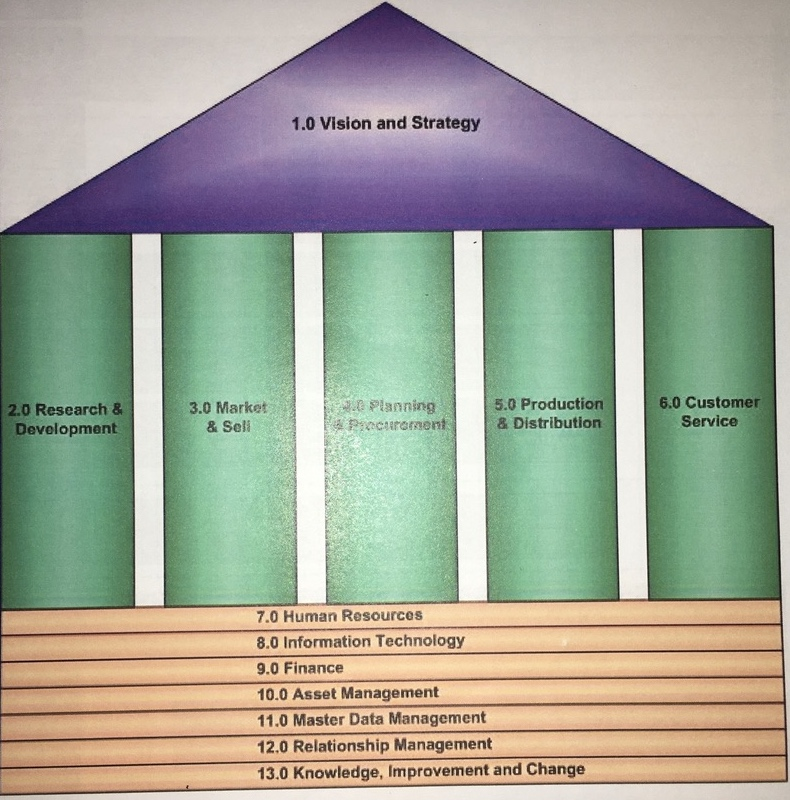 1.0 Vision and Strategy
2.0 Research &
Development
3.0 Market
& Sell
4.0 Planning
& Procurement
5.0 Production
& Distribution
6.0 Customer
Service
7.0 Human Resources
8.0 Information Technology
9.0 Finance
10.0 Asset Management
11.0 Master Data Management
12.0 Relationship Management
13.0 Knowledge, Improvement and Change